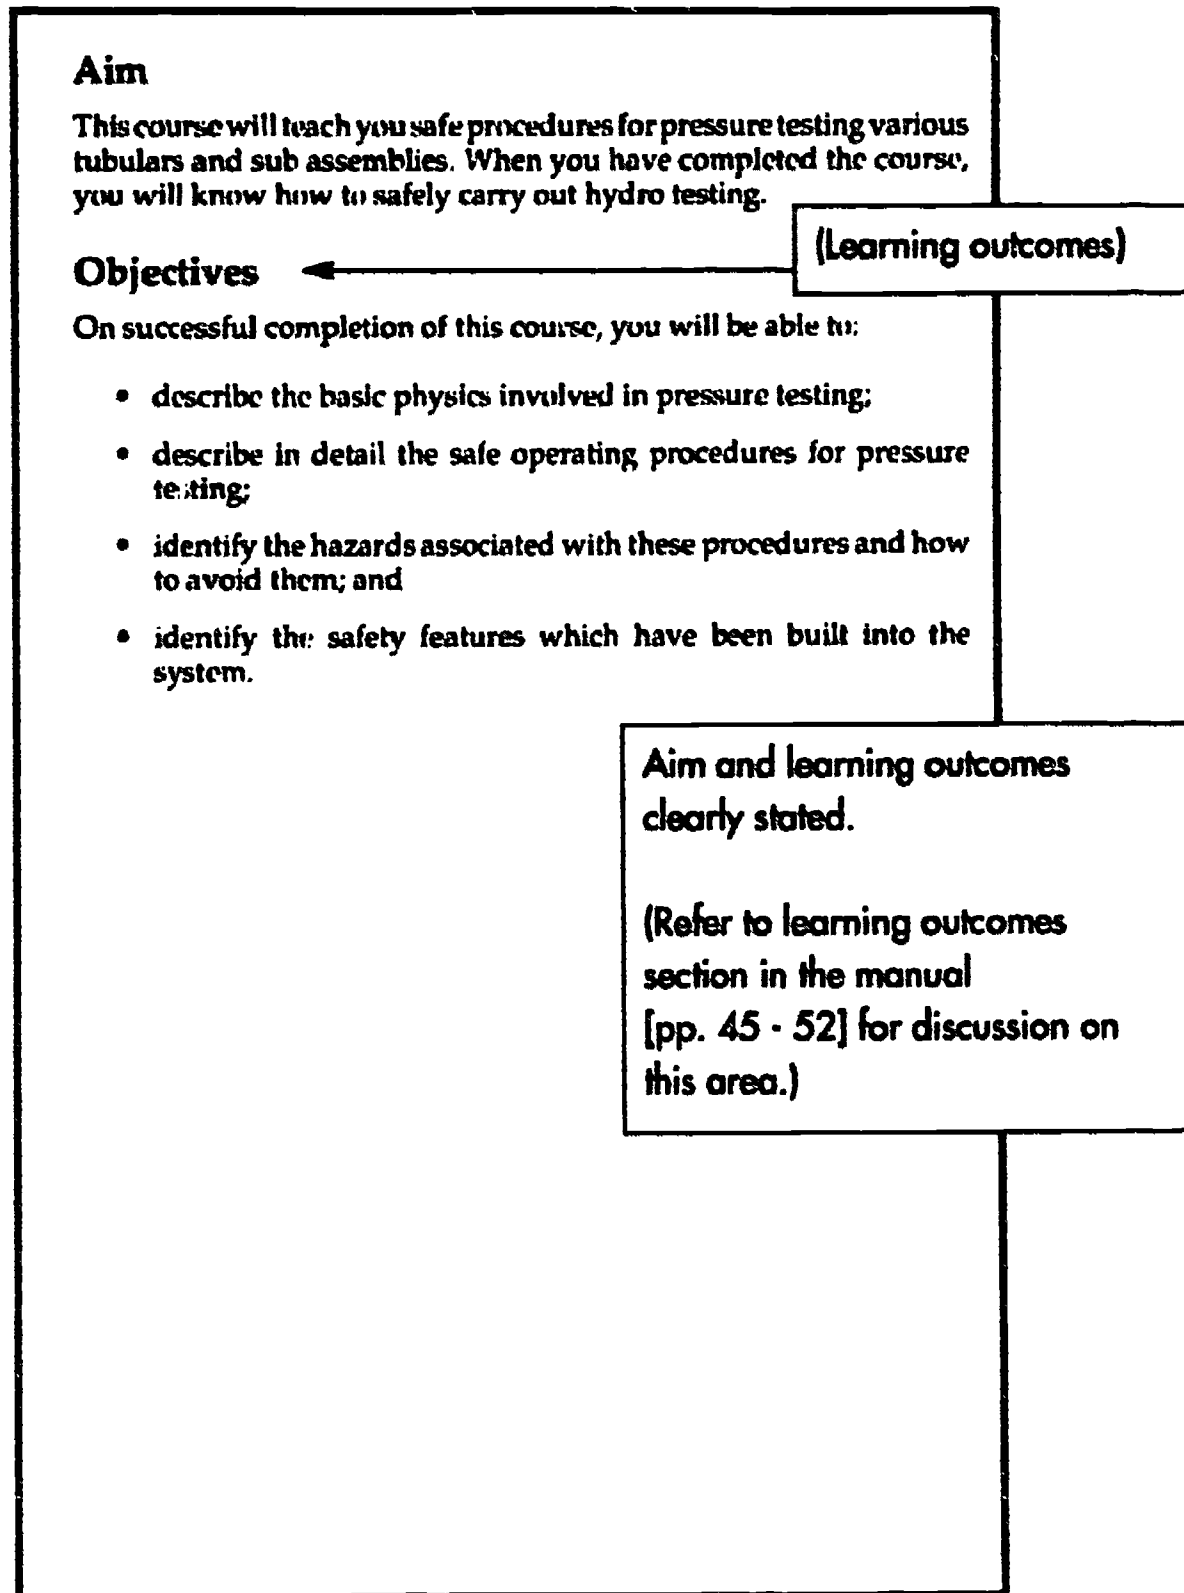 Aim
This course will teach you safe procedures for pressure testing various
tubulars and sub assemblies. When you have completed the course,
you will know how to safely carry out hydro testing.
(Learning outcomes)
Objectives
On successful completion of this course, you will be able to:
• describe the basic physics involved in pressure testing;
• describe in detail the safe operating procedures for pressure
testing;
• identify the hazards associated with these procedures and how
to avoid them; and
• identify the safety features which have been built into the
system.
Aim and learning outcomes
clearly stated.
(Refer to learning outcomes
section in the manual
[pp. 45 - 52] for discussion on
this area.)